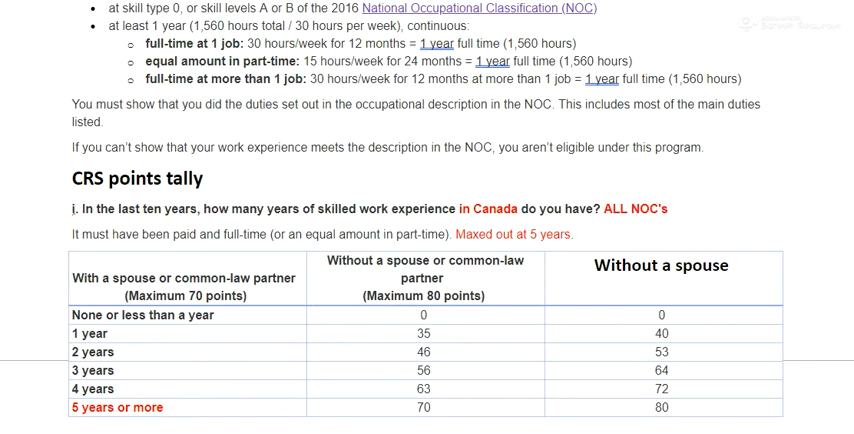 • at skill type 0, or skill levels A or B of the 2016 National Occupational Classification (NOC)
• at least 1 year (1,560 hours total / 30 hours per week), continuous:
o full-time at 1 job: 30 hours/week for 12 months = 1 year full time (1,560 hours)
o equal amount in part-time: 15 hours/week for 24 months = 1 year full time (1,560 hours)
o full-time at more than 1 job: 30 hours/week for 12 months at more than 1 job = 1 year full time (1,560 hours)
You must show that you did the duties set out in the occupational description in the NOC. This includes most of the main duties
listed.
If you can't show that your work experience meets the description in the NOC, you aren't eligible under this program.
CRS points tally
i. In the last ten years, how many years of skilled work experience in Canada do you have? ALL NOC's
It must have been paid and full-time (or an equal amount in part-time). Maxed out at 5 years.
With a spouse or common-law partner
(Maximum 70 points)
Without a spouse or common-law
partner
(Maximum 80 points)
Without a spouse
None or less than a year 0 0
1 year 35 40
2 years 46 53
3 years 56 64
4 years 63 72
5 years or more 70 80